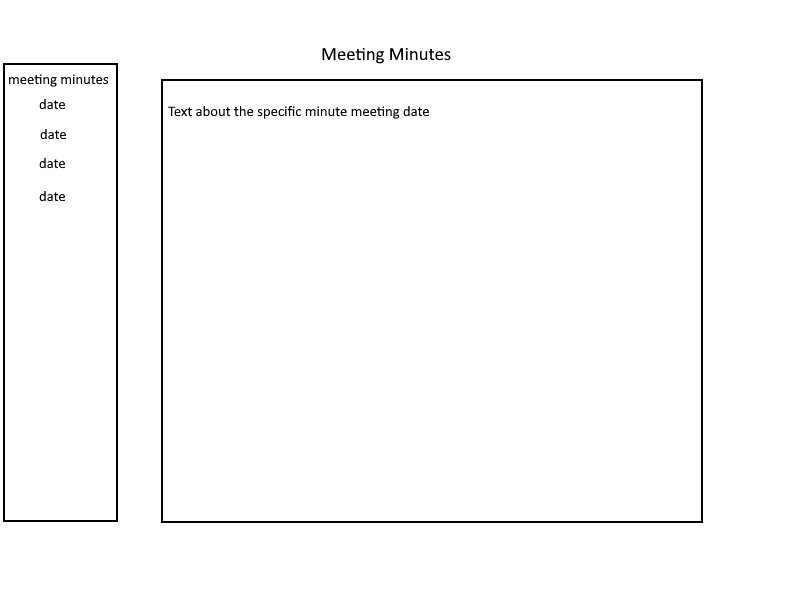 Meeting Minutes
meeting minutes
date
date
date
date
Text about the specific minute meeting date